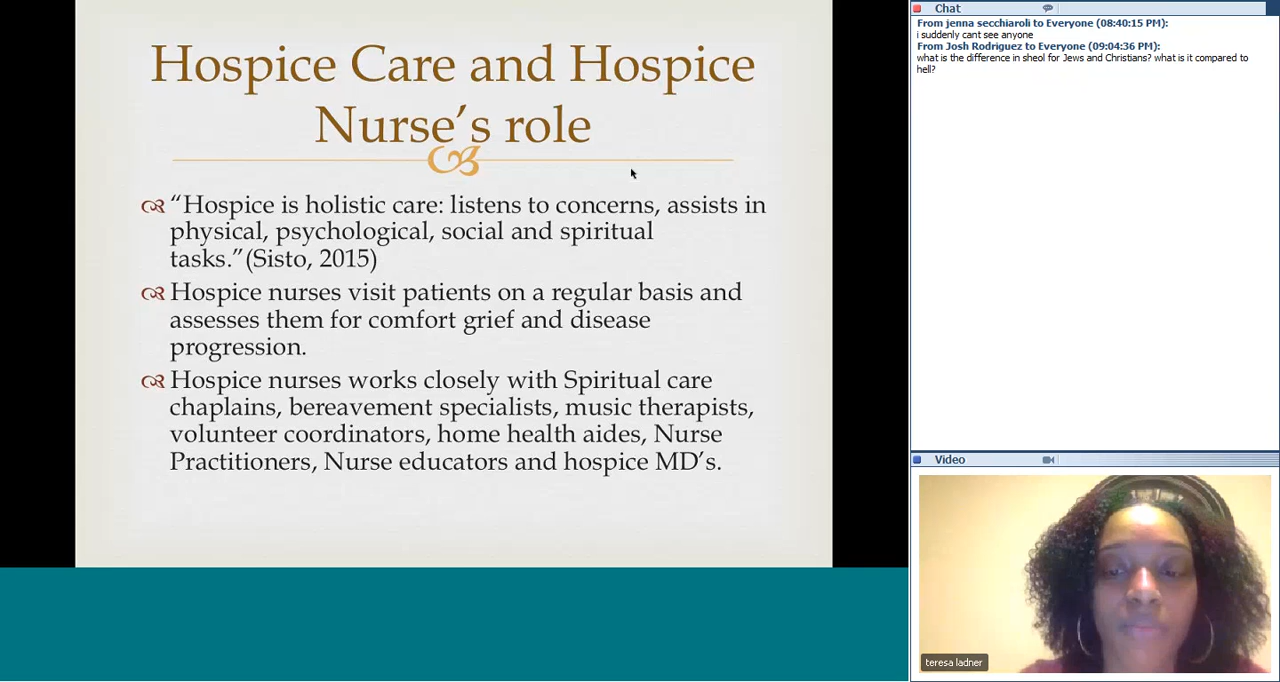 Hospice Care and Hospice
Nurse’s role
“Hospice is holistic care: listens to concerns, assists in
physical, psychological, social and spiritual
tasks.”(Sisto, 2015)
Hospice nurses visit patients on a regular basis and
assesses them for comfort grief and disease
progression.
Hospice nurses works closely with Spiritual care
chaplains, bereavement specialists, music therapists,
volunteer coordinators, home health aides, Nurse
Practitioners, Nurse educators and hospice MD’s.
Chat
From jenna secchiaroli to Everyone (08:40:15 PM):
i suddenly cant see anyone
From Josh Rodriguez to Everyone (09:04:36 PM):
what is the difference in sheol for Jews and Christians? what is it compared to
hell?
Video
teresa ladner